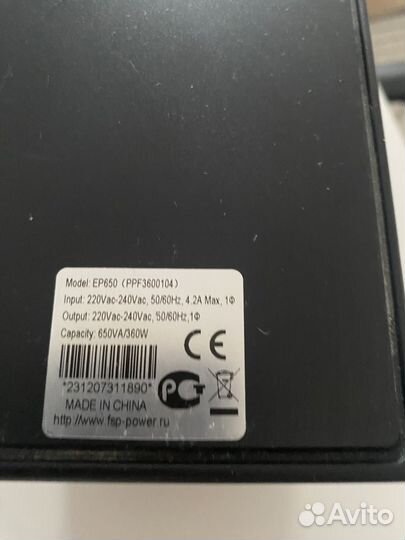 Model: EP650 (PPF3600104)
Input: 220Vac-240Vac, 50/60Hz, 4.2A Max, 1Φ
Output: 220Vac-240Vac, 50/60Hz,1Φ
Capacity: 650VA/360W
CE
*231207311890*
РСТ
MADE IN CHINA
http://www.fsp-power.ru
Avito